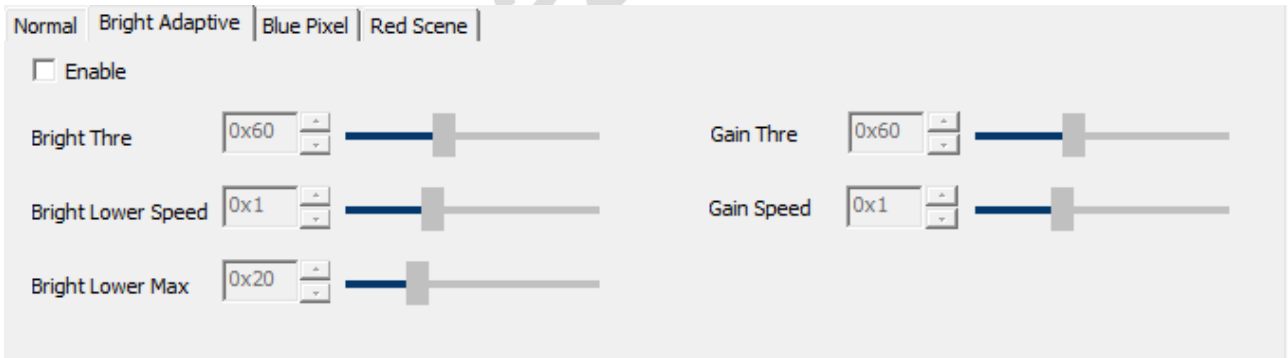 Normal Bright Adaptive Blue Pixel Red Scene
Enable
Bright Thre 0x60 Gain Thre 0x60
Bright Lower Speed 0x1 Gain Speed 0x1
Bright Lower Max 0x20